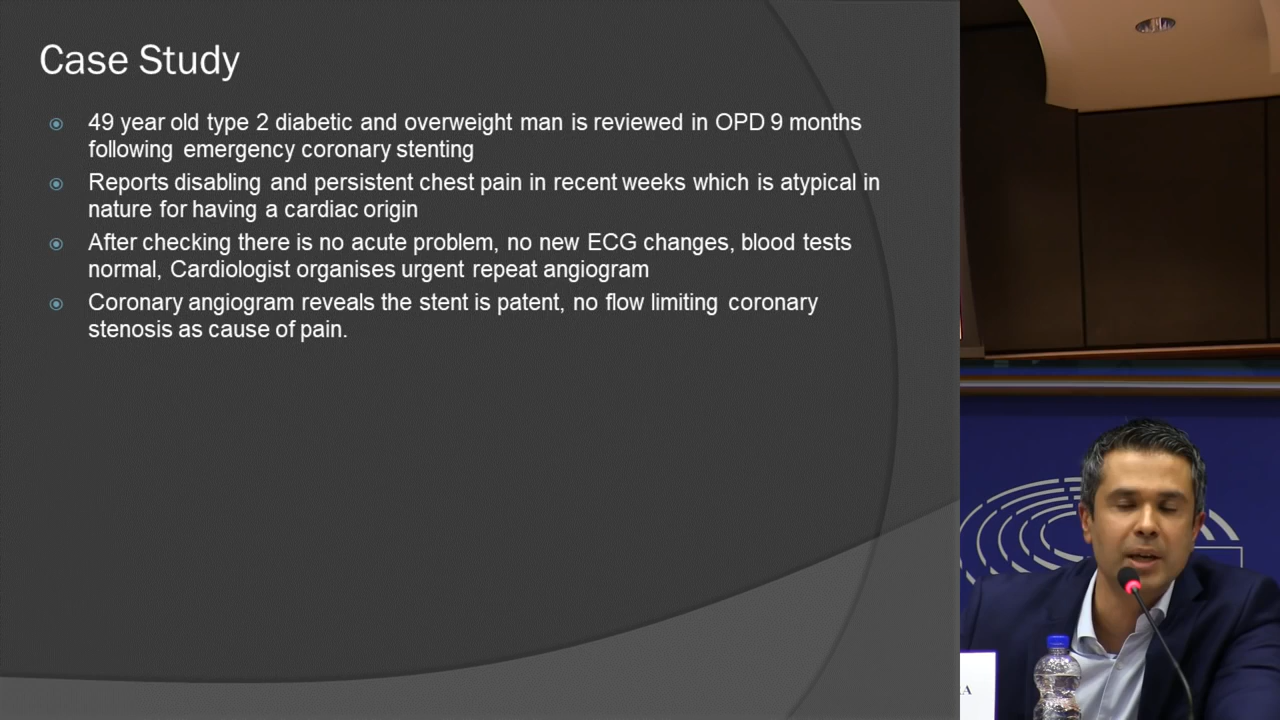 Case Study
49 year old type 2 diabetic and overweight man is reviewed in OPD 9 months
following emergency coronary stenting
Reports disabling and persistent chest pain in recent weeks which is atypical in
nature for having a cardiac origin
After checking there is no acute problem, no new ECG changes, blood tests
normal, Cardiologist organises urgent repeat angiogram
Coronary angiogram reveals the stent is patent, no flow limiting coronary
stenosis as cause of pain.